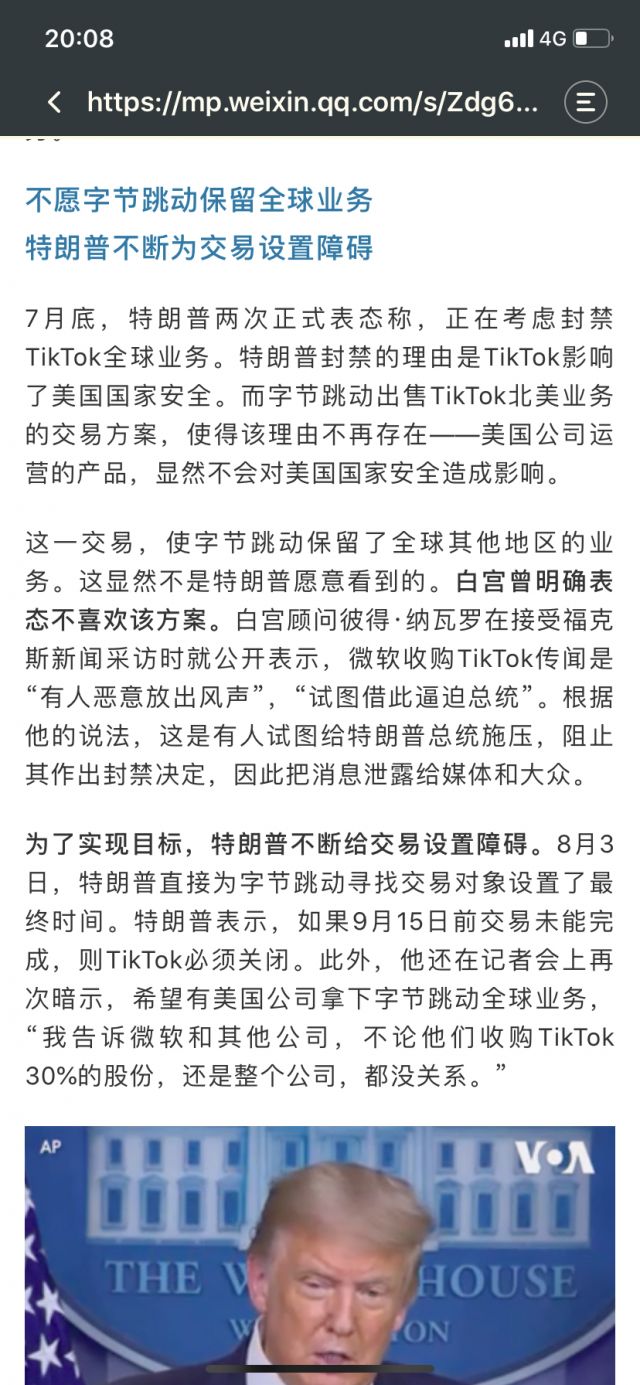 20:08
4G
https://mp.weixin.qq.com/s/Zdg6...
不愿字节跳动保留全球业务
特朗普不断为交易设置障碍
7月底，特朗普两次正式表态称，正在考虑封禁
TikTok全球业务。特朗普封禁的理由是TikTok影响
了美国国家安全。而字节跳动出售TikTok北美业务
的交易方案，使得该理由不再存在——美国公司运
营的产品，显然不会对美国国家安全造成影响。
这一交易，使字节跳动保留了全球其他地区的业
务。这显然不是特朗普愿意看到的。白宫曾明确表
态不喜欢该方案。白宫顾问彼得·纳瓦罗在接受福克
斯新闻采访时就公开表示，微软收购TikTok传闻是
“有人恶意放出风声”，“试图借此逼迫总统”。根据
他的说法，这是有人试图给特朗普总统施压，阻止
其作出封禁决定，因此把消息泄露给媒体和大众。
为了实现目标，特朗普不断给交易设置障碍。8月3
日，特朗普直接为字节跳动寻找交易对象设置了最
终时间。特朗普表示，如果9月15日前交易未能完
成，则TikTok必须关闭。此外，他还在记者会上再
次暗示，希望有美国公司拿下字节跳动全球业务，
“我告诉微软和其他公司，不论他们收购TikTok
30%的股份，还是整个公司，都没关系。”
AP
VOA
THE W HOUSE
W TON